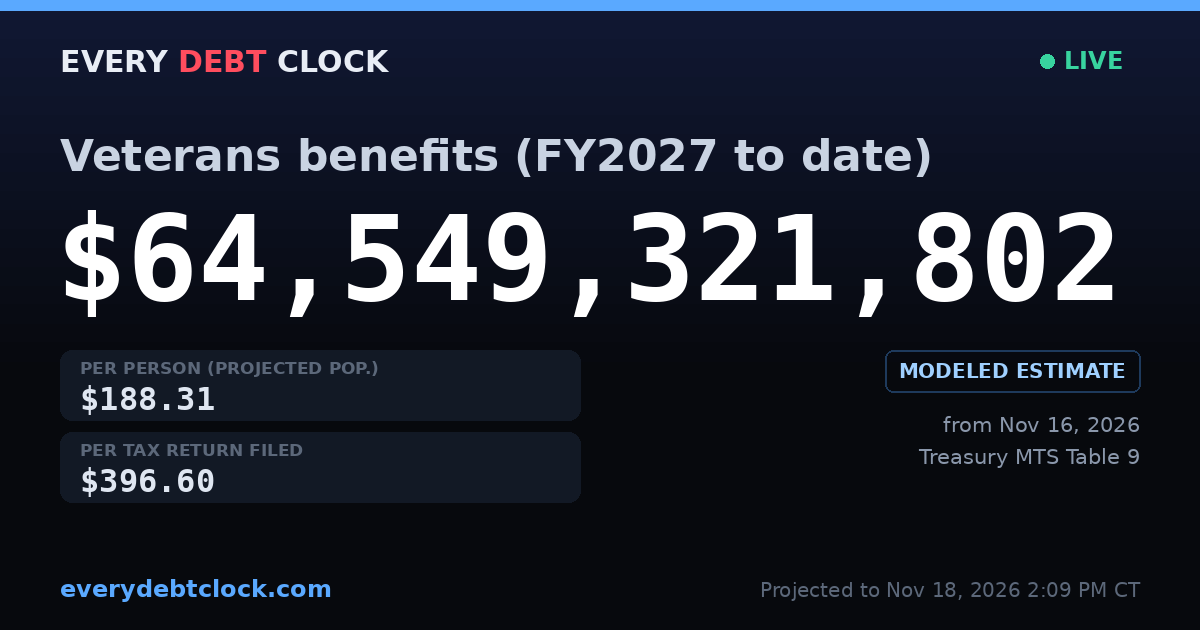 EVERY DEBT CLOCK
LIVE
Veterans benefits (FY2027 to date)
$64,549,321,802
PER PERSON (PROJECTED POP.)
$188.31
PER TAX RETURN FILED
$396.60
MODELED ESTIMATE
from Nov 16, 2026
Treasury MTS Table 9
everydebtclock.com
Projected to Nov 18, 2026 2:09 PM CT